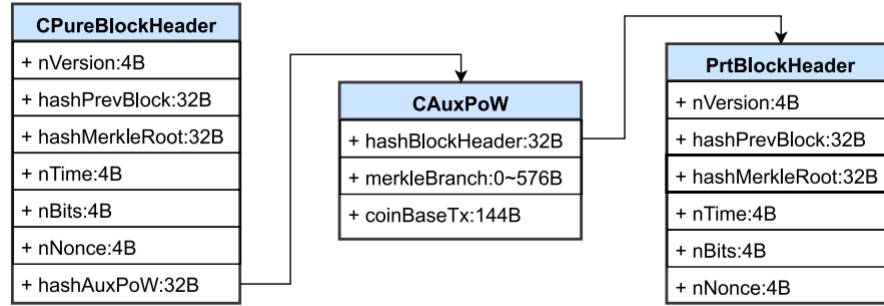 CPureBlockHeader
+ nVersion:4B
+ hashPrevBlock:32B
+ hashMerkleRoot:32B
+ nTime:4B
+ nBits:4B
+ nNonce:4B
+ hashAuxPoW:32B
CAuxPoW
+ hashBlockHeader:32B
+ merkleBranch:0~576B
+ coinBaseTx:144B
PrtBlockHeader
+ nVersion:4B
+ hashPrevBlock:32B
+ hashMerkleRoot:32B
+ nTime:4B
+ nBits:4B
+ nNonce:4B